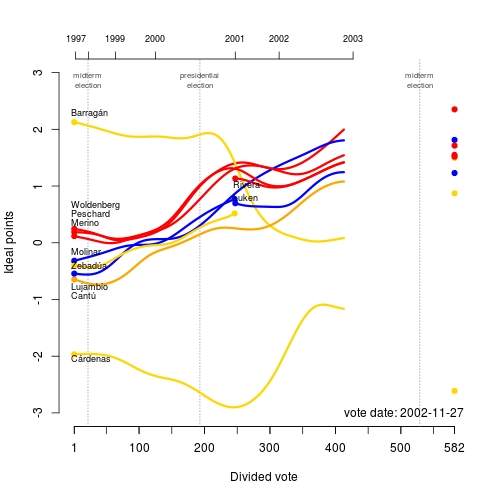 1997 1999 2000 2001 2002 2003
midterm
election
presidential
election
midterm
election
Barragán
Rivera
Luken
Woldenberg
Peschard
Merino
Molinar
Zebadúa
Lujambio
Cantú
Cárdenas
3
2
1
0
-1
-2
-3
Ideal points
vote date: 2002-11-27
1 100 200 300 400 500 582
Divided vote